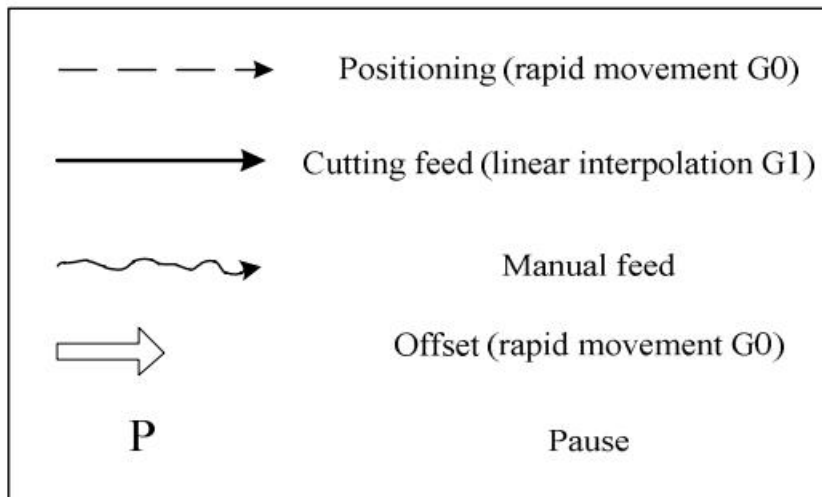 Positioning (rapid movement G0)
Cutting feed (linear interpolation G1)
Manual feed
Offset (rapid movement G0)
P Pause